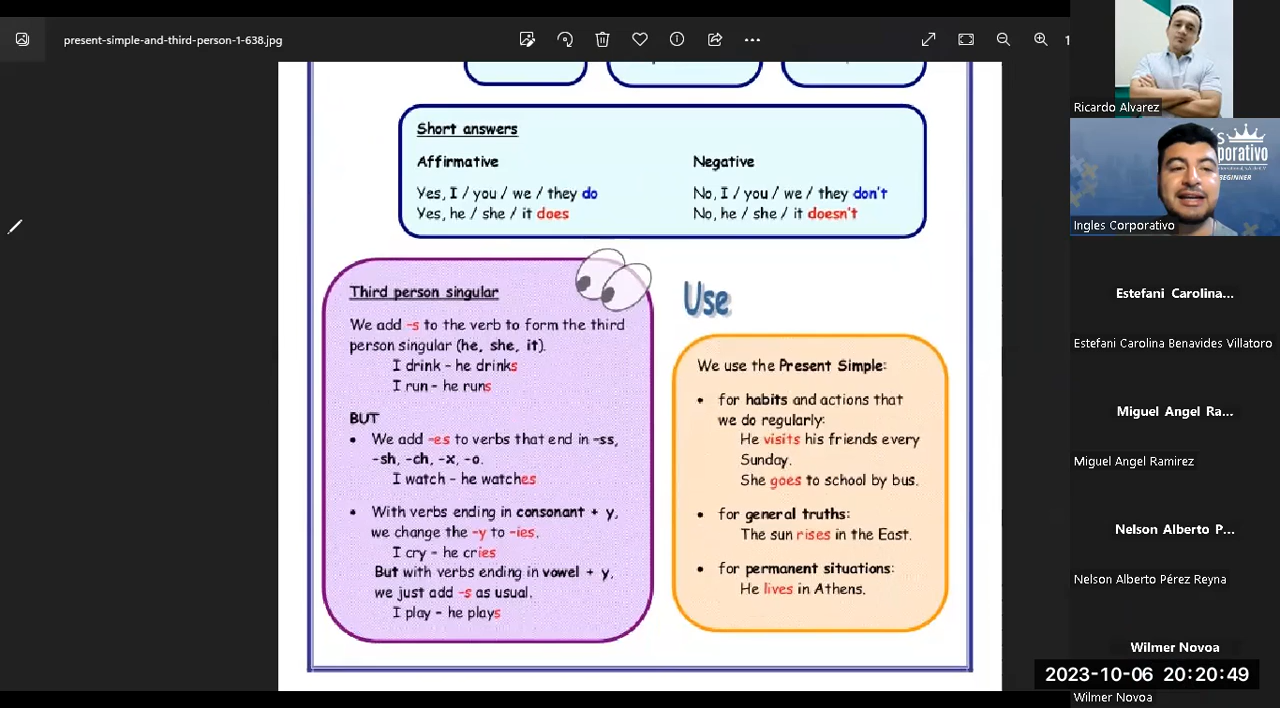 present-simple-and-third-person-1-638.jpg
1
Short answers
Affirmative
Negative
Yes, I / you / we / they do
No, I / you / we / they don't
Yes, he / she / it does
No, he / she / it doesn't
Third person singular
We add -s to the verb to form the third
person singular (he, she, it).
I drink - he drinks
I run - he runs
BUT
• We add -es to verbs that end in -ss,
-sh, -ch, -x, -o.
I watch - he watches
• With verbs ending in consonant + y,
we change the -y to -ies.
I cry - he cries
But with verbs ending in vowel + y,
we just add -s as usual.
I play - he plays
Use
We use the Present Simple:
• for habits and actions that
we do regularly:
He visits his friends every
Sunday.
She goes to school by bus.
• for general truths:
The sun rises in the East.
• for permanent situations:
He lives in Athens.
Ricardo Alvarez
BEGINNER
Ingles Corporativo
Estefani Carolina...
Estefani Carolina Benavides Villatoro
Miguel Angel Ra...
Miguel Angel Ramirez
Nelson Alberto P...
Nelson Alberto Pérez Reyna
Wilmer Novoa
2023-10-06 20:20:49
Wilmer Novoa